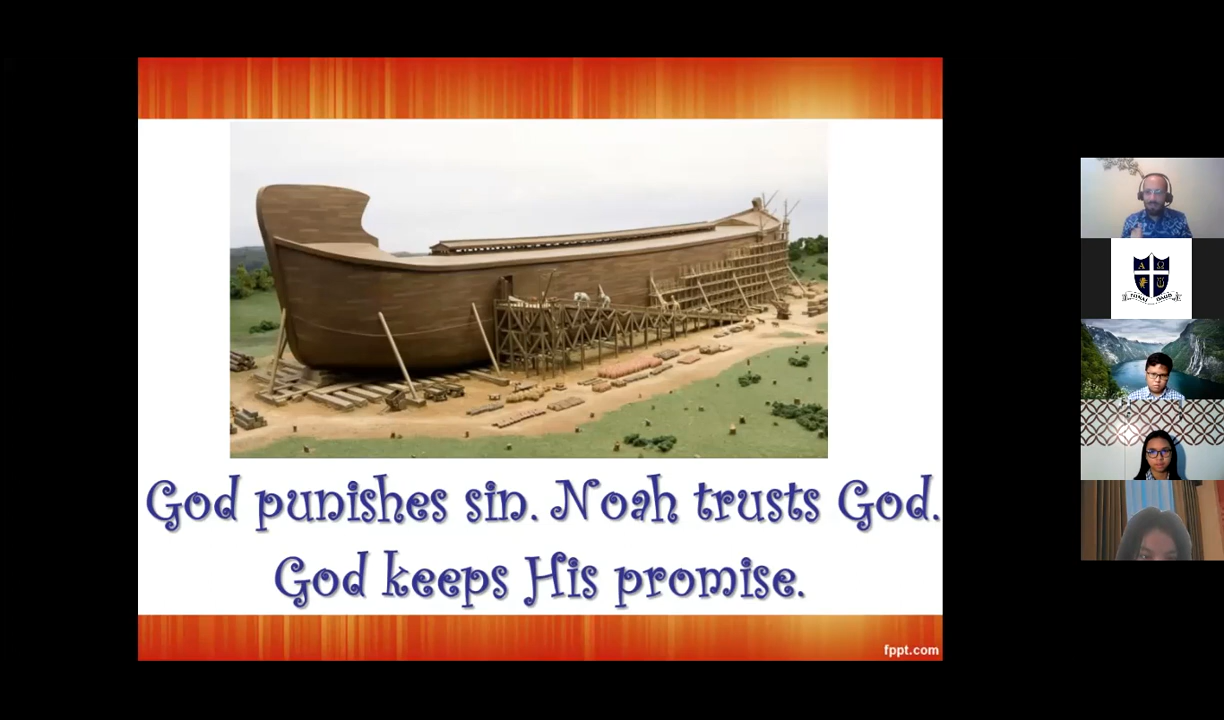 God punishes sin. Noah trusts God.
God keeps His promise.
fppt.com